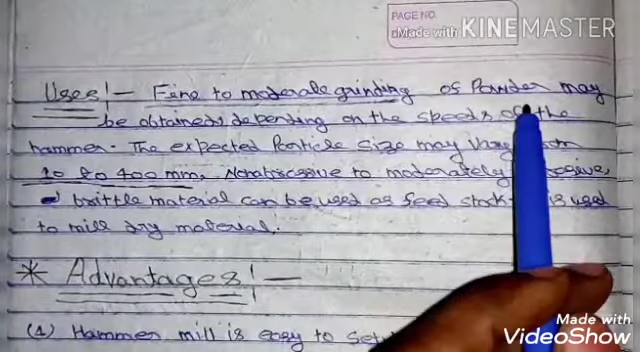 PAGE NO.
Made with KINEMASTER
Uses:- Fine to moderate grinding of Powder may
be obtained, depending on the speeds of the
hammer. The expected Particle size may vary
10 to 400 mm, Nonabrasive to moderately
& brittle material can be used as feed stock is used
to mill dry material.
* Advantages:-
(1) Hammer mill is easy to set
Made with
VideoShow